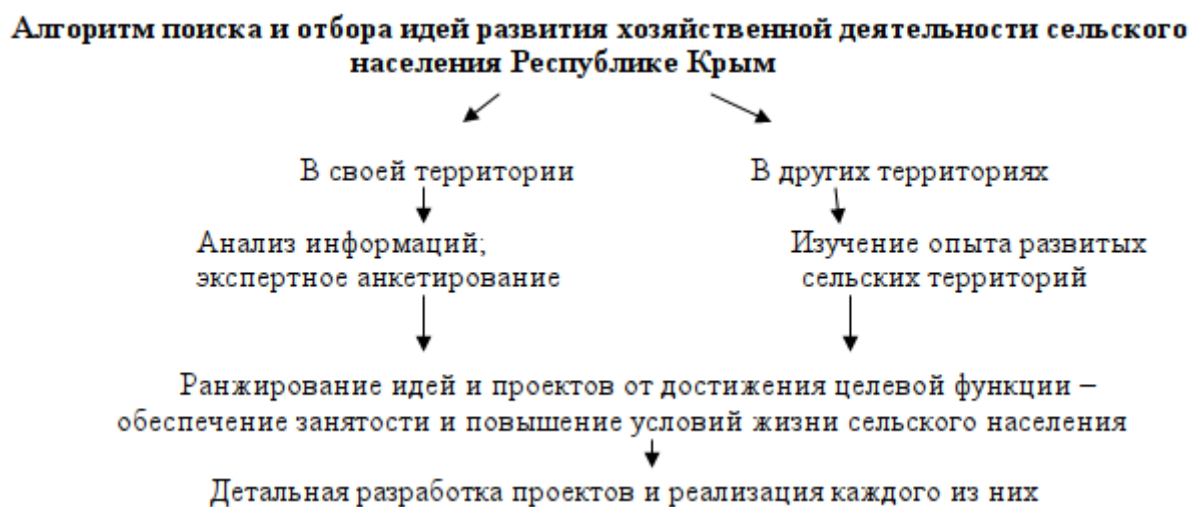 Алгоритм поиска и отбора идей развития хозяйственной деятельности сельского
населения Республике Крым
В своей территории
В других территориях
Анализ информаций;
экспертное анкетирование
Изучение опыта развитых
сельских территорий
Ранжирование идей и проектов от достижения целевой функции –
обеспечение занятости и повышение условий жизни сельского населения
Детальная разработка проектов и реализация каждого из них